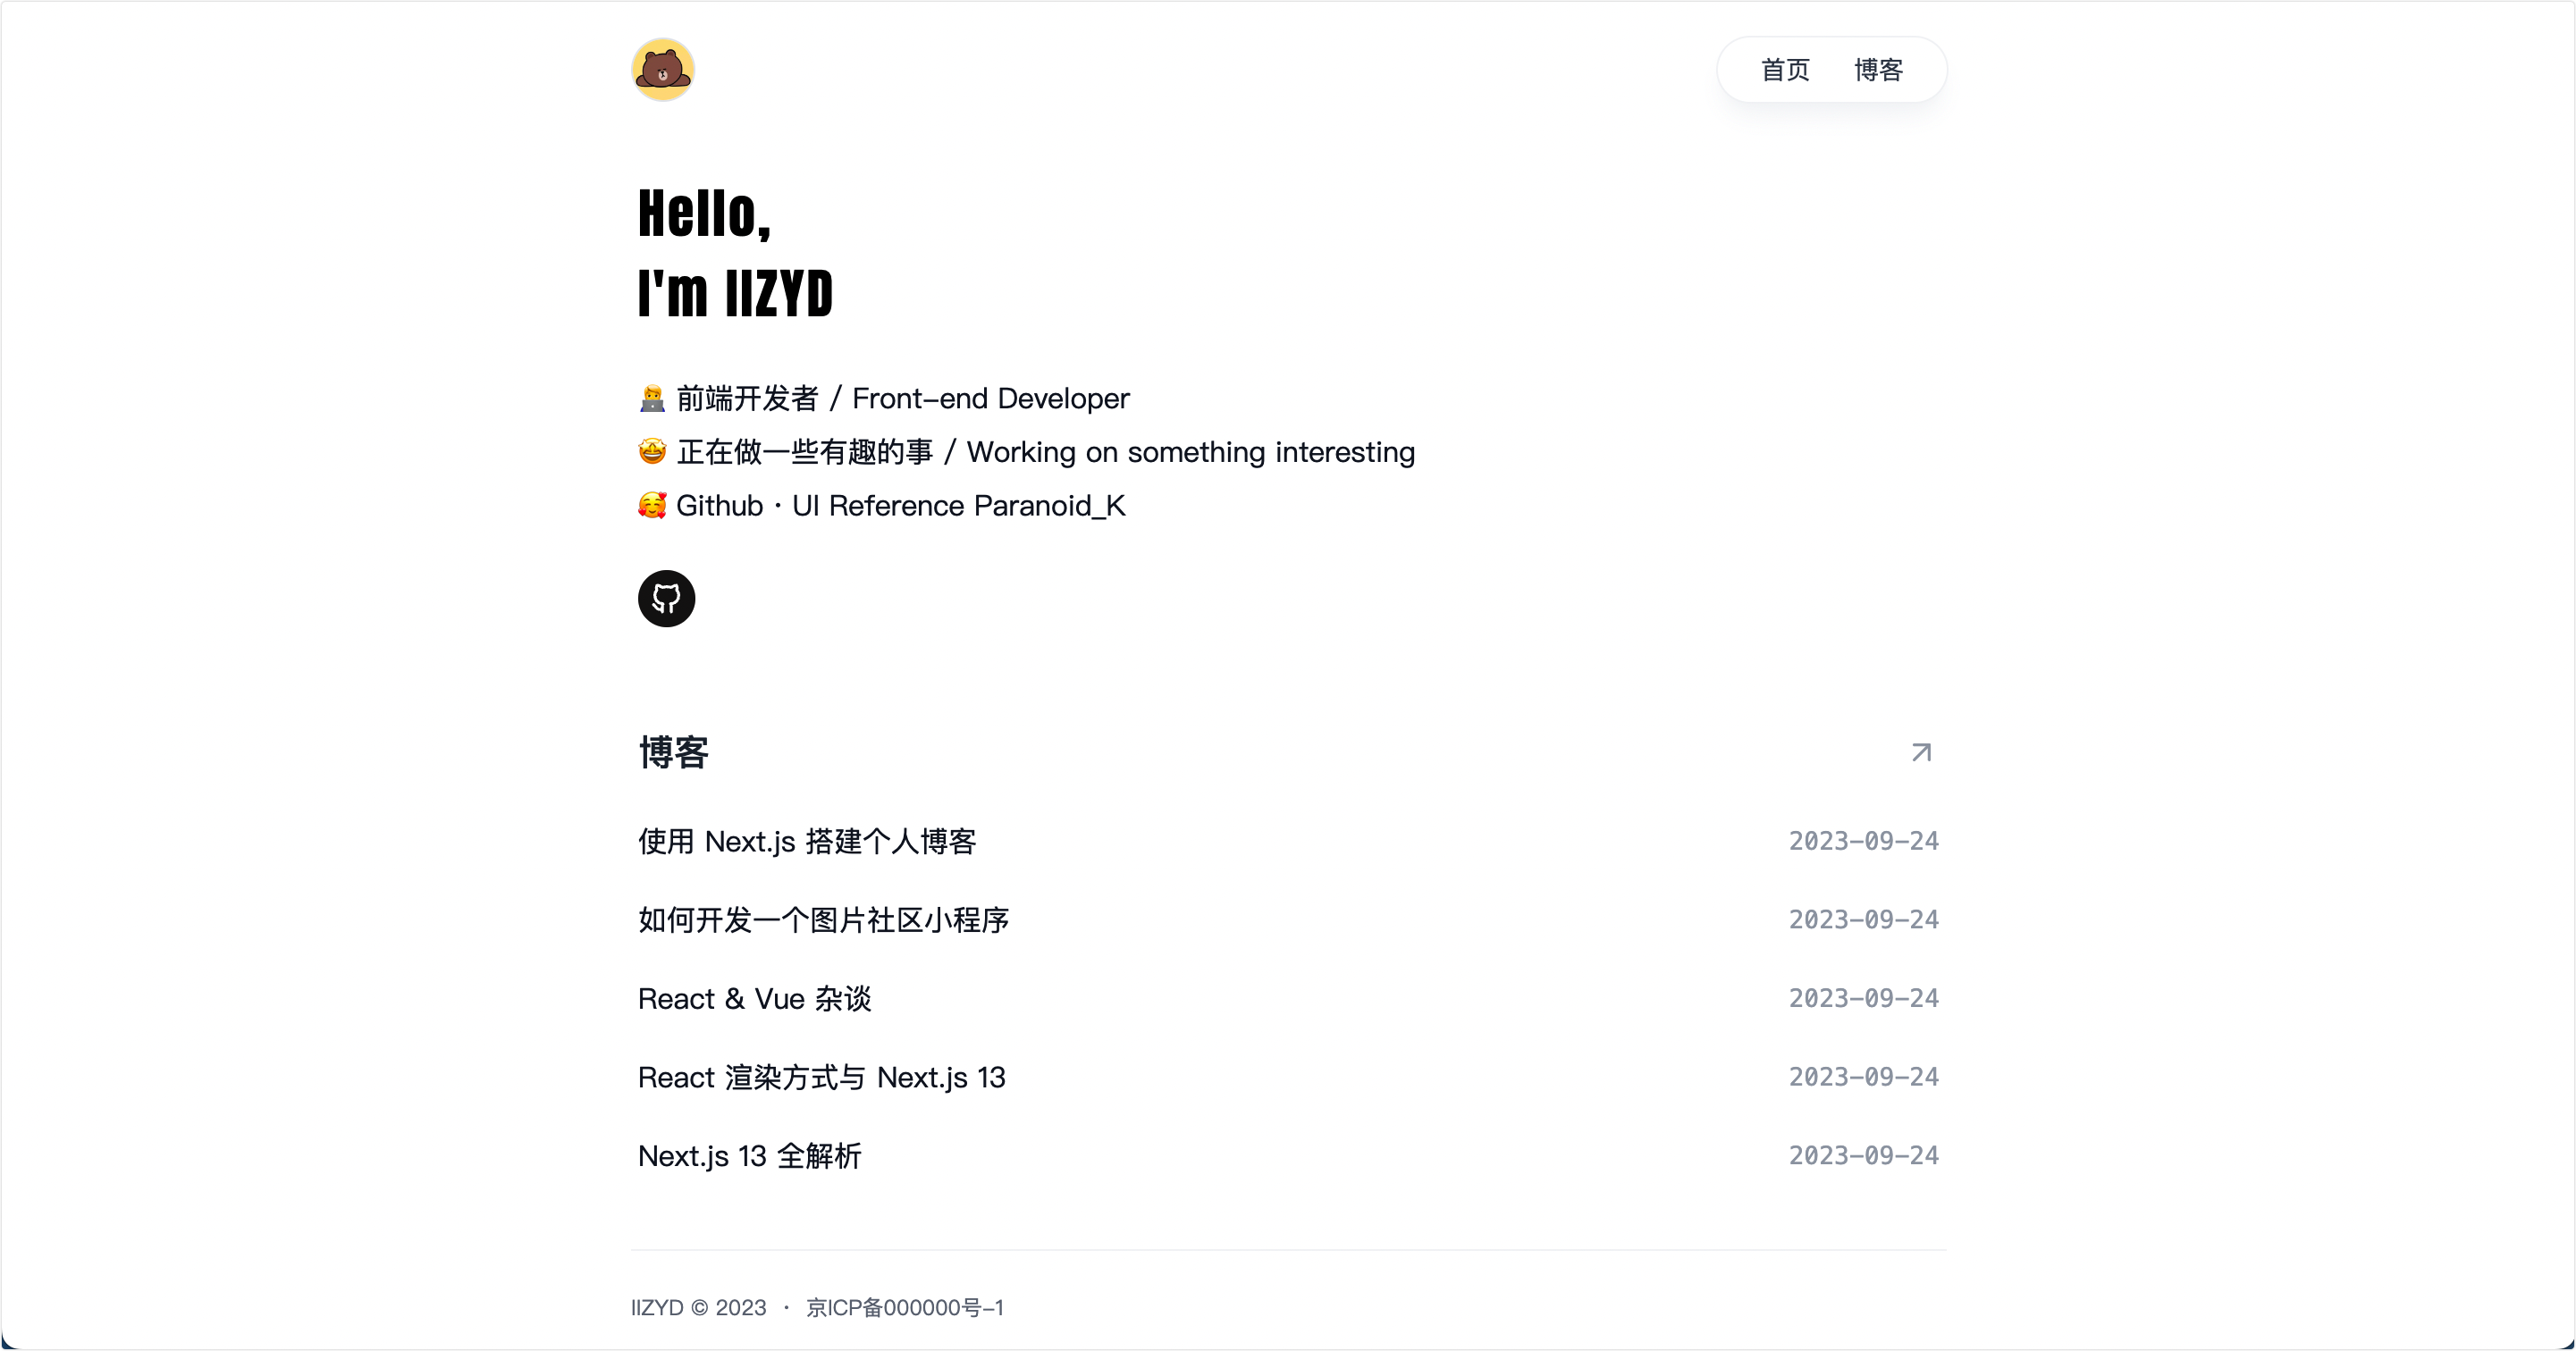 首页 博客
Hello,
I'm IIZYD
🧑‍💻 前端开发者 / Front-end Developer
🤩 正在做一些有趣的事 / Working on something interesting
🥰 Github · UI Reference Paranoid_K
博客
使用 Next.js 搭建个人博客 2023-09-24
如何开发一个图片社区小程序 2023-09-24
React & Vue 杂谈 2023-09-24
React 渲染方式与 Next.js 13 2023-09-24
Next.js 13 全解析 2023-09-24
IIZYD © 2023 · 京ICP备000000号-1